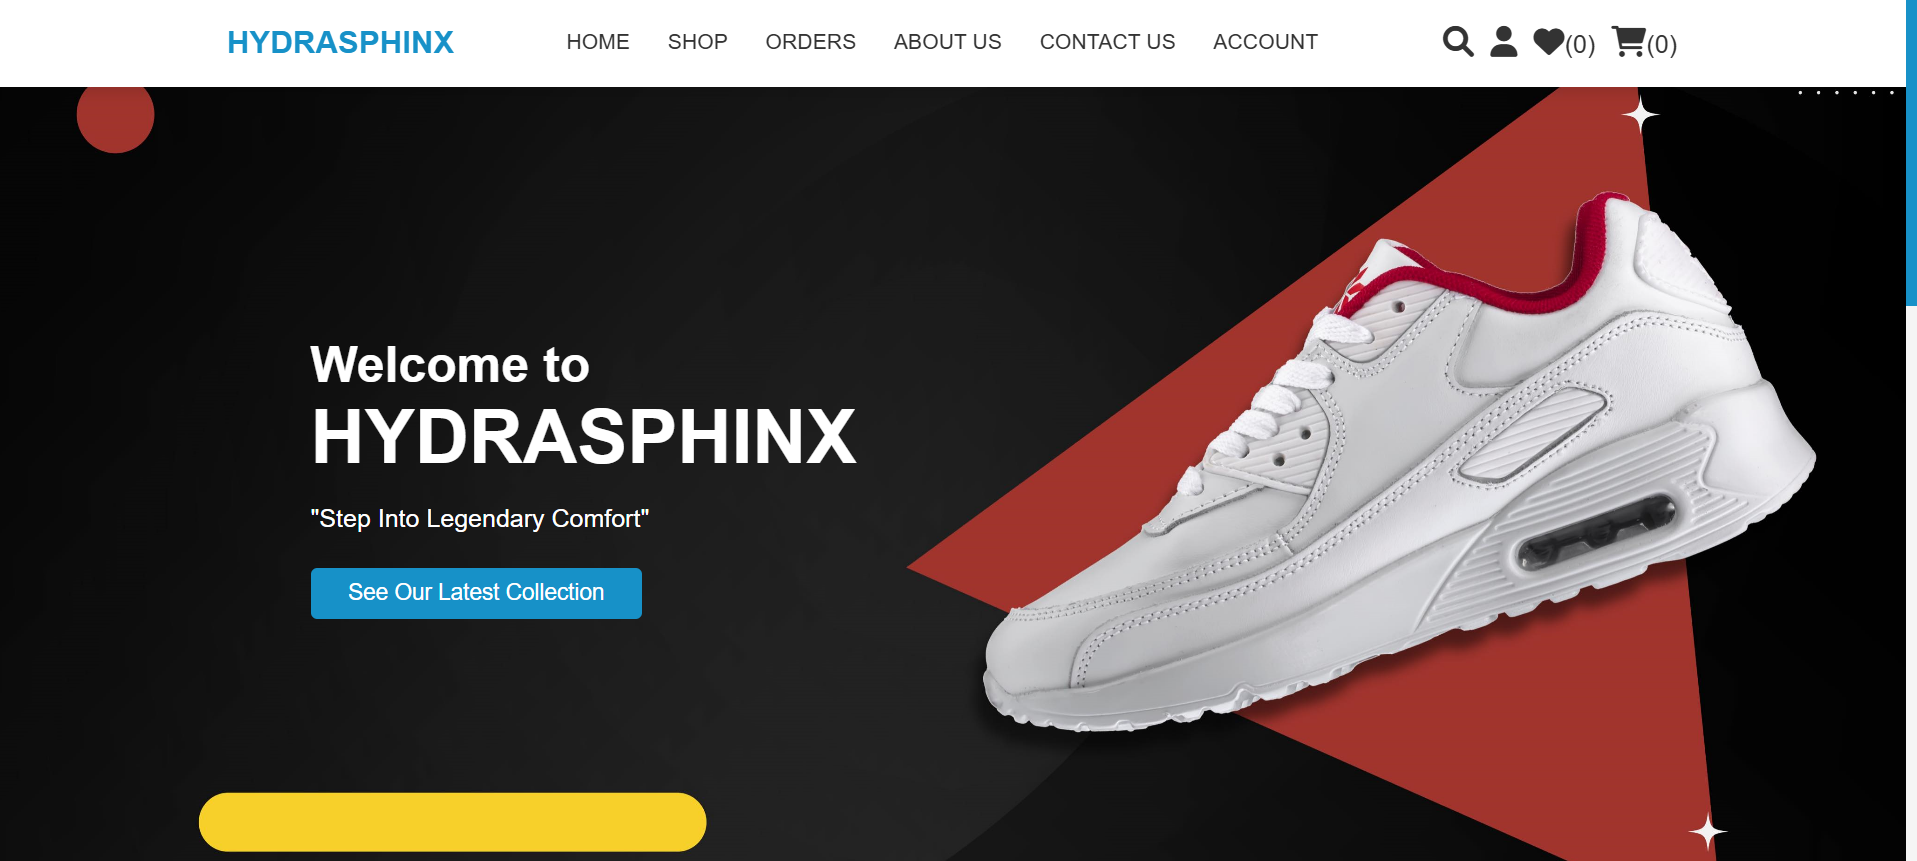 HYDRASPHINX HOME SHOP ORDERS ABOUT US CONTACT US ACCOUNT (0) (0)
Welcome to
HYDRASPHINX
"Step Into Legendary Comfort"
See Our Latest Collection